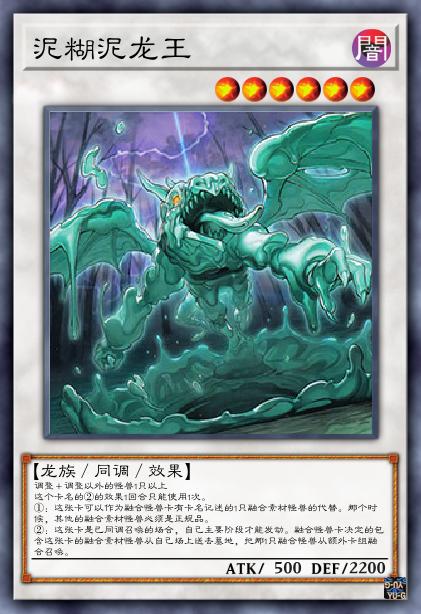 泥糊泥龙王
闇
【龙族／同调／效果】
调整＋调整以外的怪兽1只以上
这个卡名的②的效果1回合只能使用1次。
①：这张卡可以作为融合怪兽卡有卡名记述的1只融合素材怪兽的代替。那个时
候，其他的融合素材怪兽必须是正规品。
②：这张卡是已同调召唤的场合，自己主要阶段才能发动。融合怪兽卡决定的包
含这张卡的融合素材怪兽从自己场上送去墓地，把那1只融合怪兽从额外卡组融
合召唤。
ATK/ 500 DEF/2200